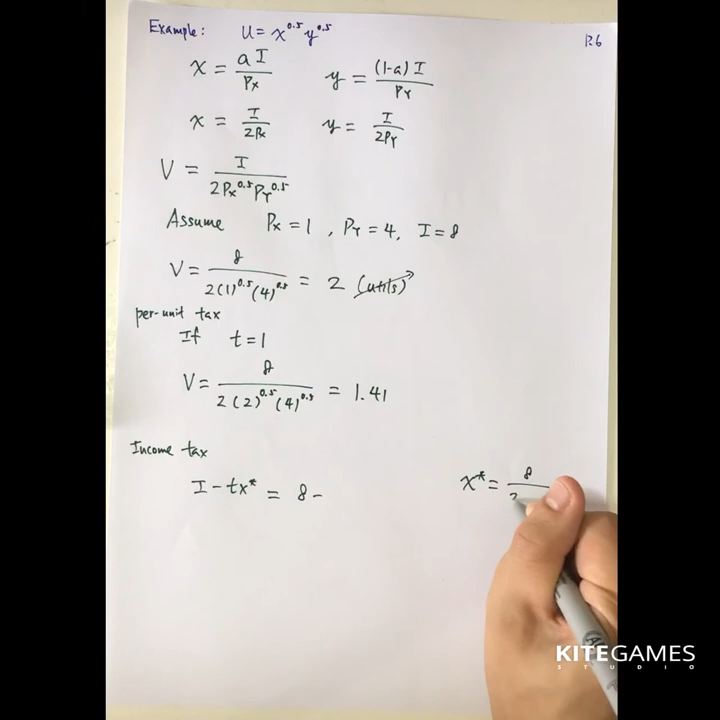 Example: U = x^0.5 y^0.5
P.6
x = aI/Px y = (1-a)I/PY
x = I/2Px y = I/2PY
V = I/2Px^0.5 PY^0.5
Assume Px = 1, PY = 4, I = 8
V = 8/2(1)^0.5(4)^0.5 = 2 (utils)
per-unit tax
If t = 1
V = 8/2(2)^0.5(4)^0.5 = 1.41
Income tax
I - tx* = 8 -
x* = 8/2
KITEGAMES
STUDIO